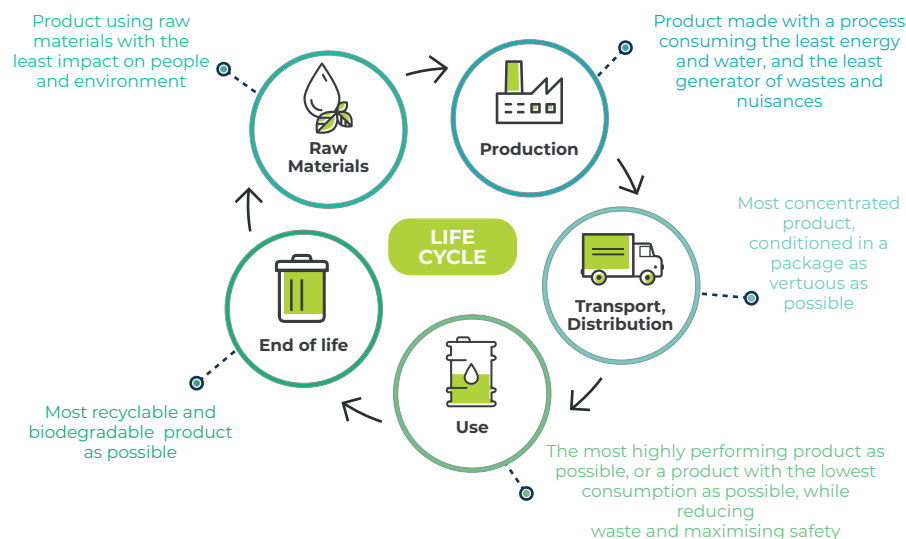 Product using raw
materials with the
least impact on people
and environment
Raw
Materials
Product made with a process
consuming the least energy
and water, and the least
generator of wastes and
nuisances
Production
LIFE
CYCLE
Most concentrated
product,
conditioned in a
package as
vertuous as
possible
Transport,
Distribution
Use
The most highly performing product as
possible, or a product with the lowest
consumption as possible, while
reducing
waste and maximising safety
End of life
Most recyclable and
biodegradable product
as possible